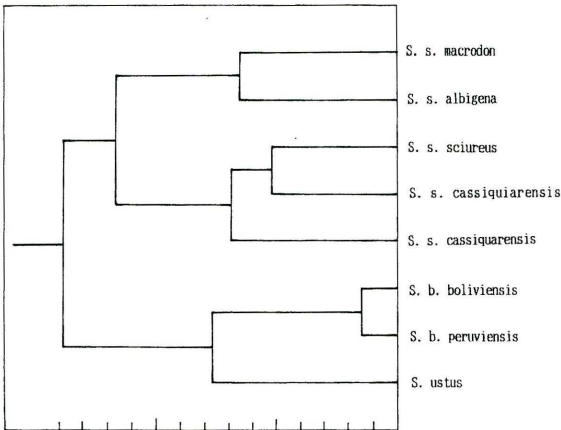 S. s. macrodon
S. s. albigena
S. s. sciureus
S. s. cassiquiarensis
S. s. cassiquarensis
S. b. boliviensis
S. b. peruviensis
S. ustus